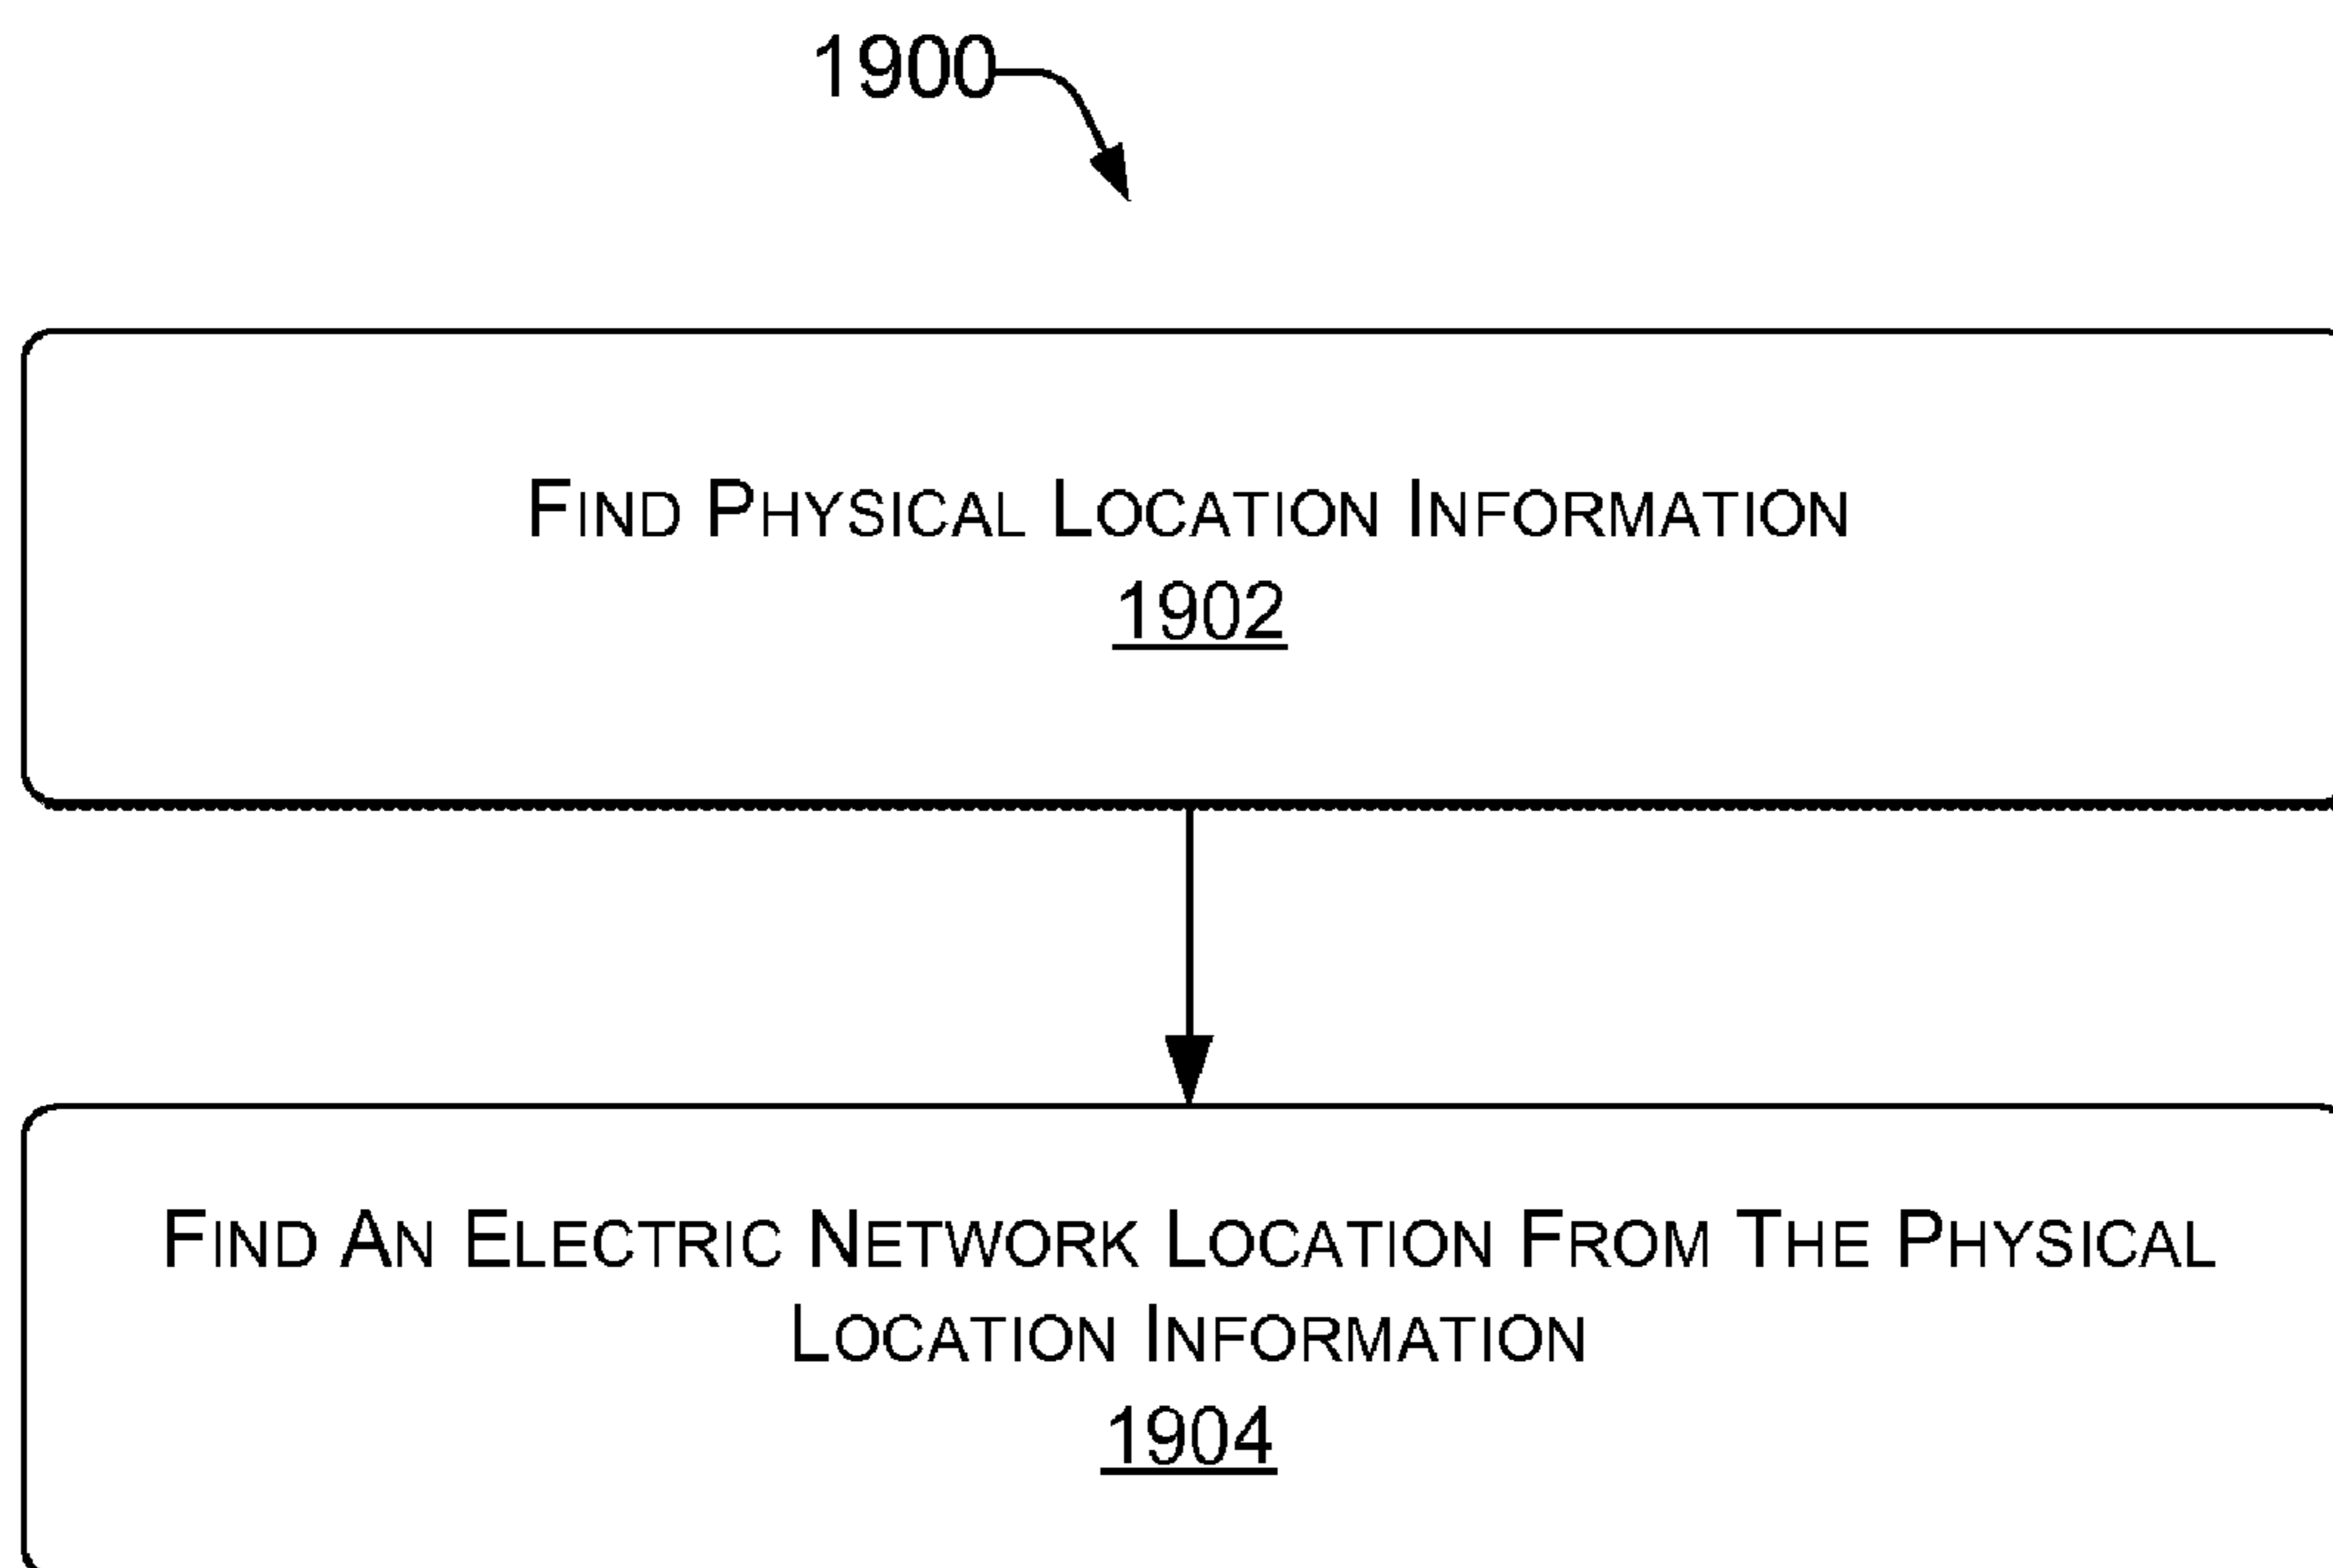 1900
FIND PHYSICAL LOCATION INFORMATION
1902
FIND AN ELECTRIC NETWORK LOCATION FROM THE PHYSICAL
LOCATION INFORMATION
1904